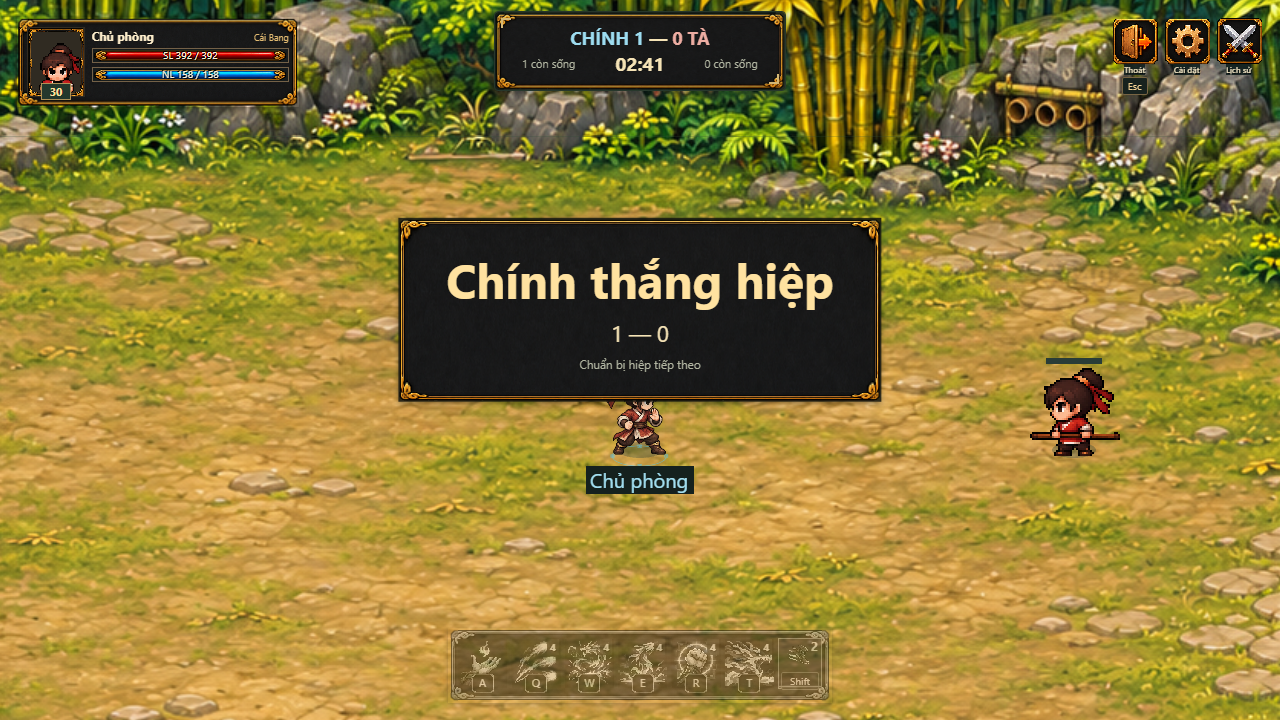 Chủ phòng
Cái Bang
SL 392 / 392
NL 158 / 158
30
CHÍNH 1 — 0 TÀ
1 còn sống
02:41
0 còn sống
Thoát
Cài đặt
Lịch sử
Esc
Chính thắng hiệp
1 — 0
Chuẩn bị hiệp tiếp theo
Chủ phòng
4
4
4
4
4
2
A
Q
W
E
R
T
Shift